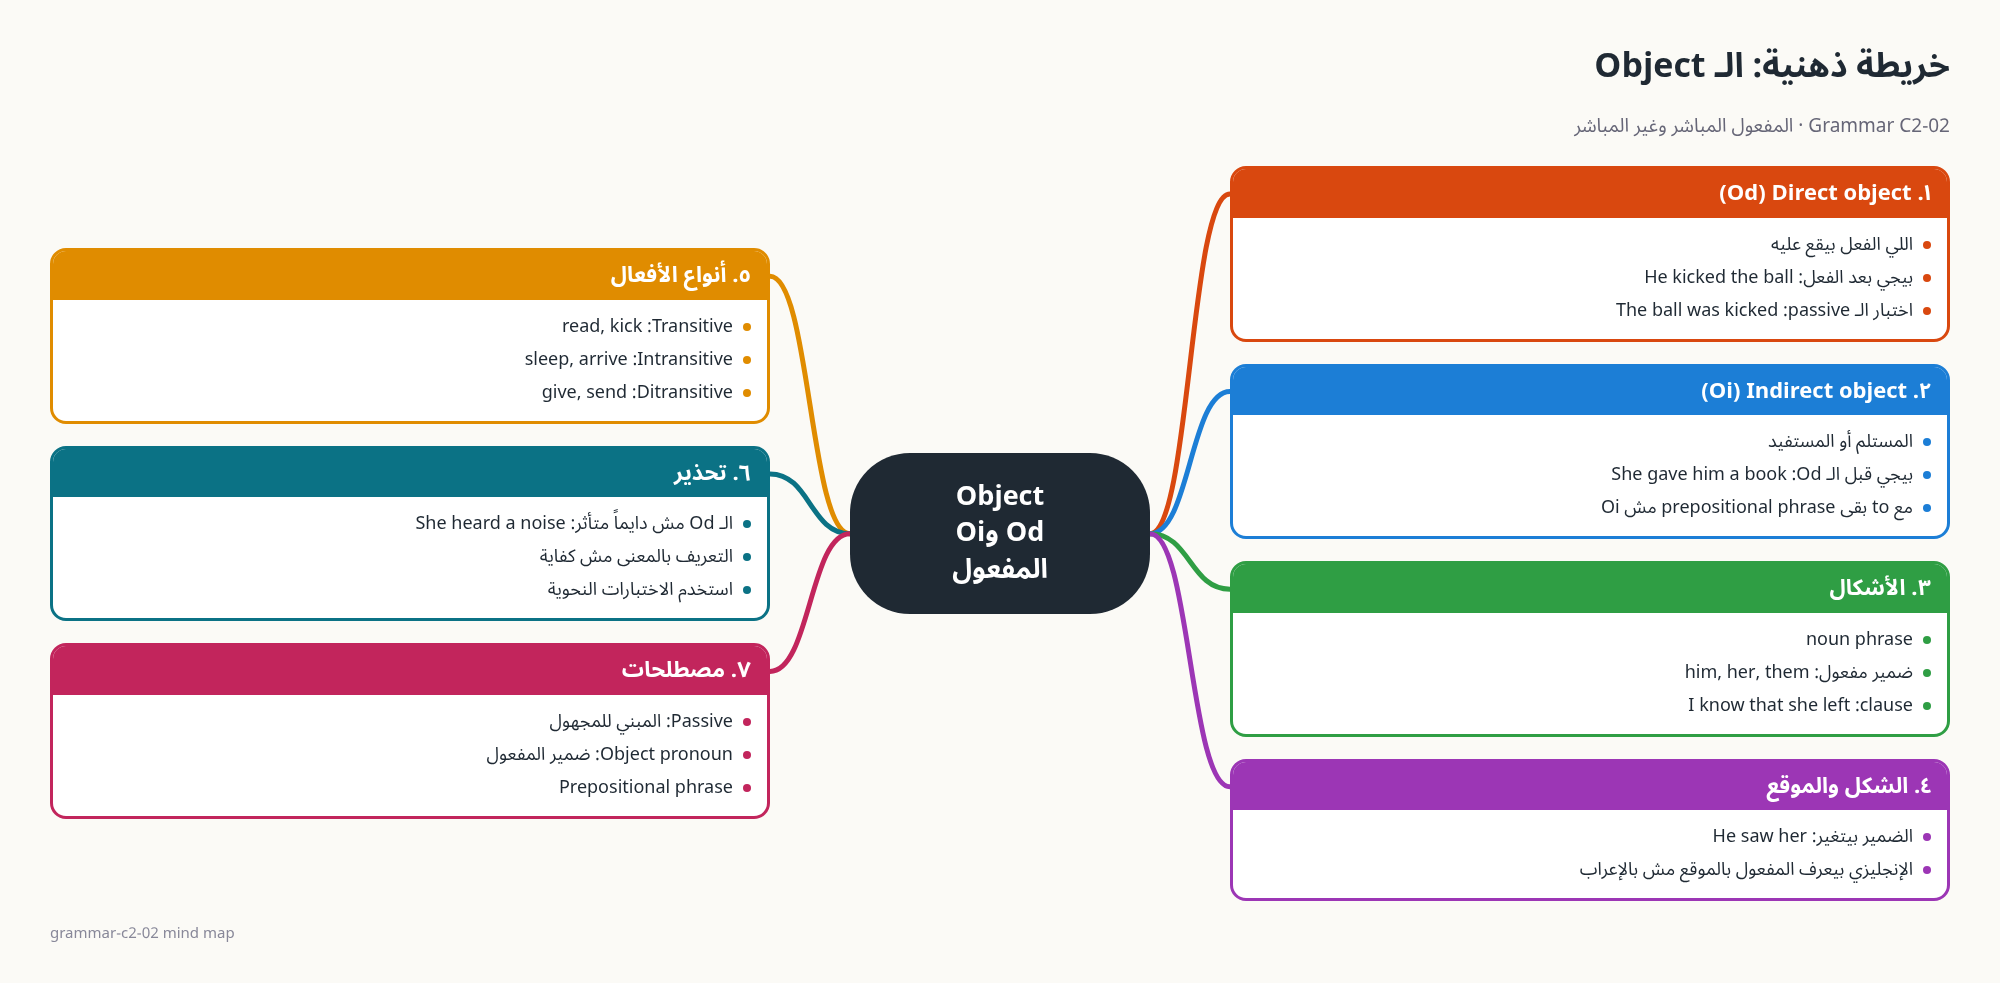 خريطة ذهنية: الـ Object
Grammar C2-02 · المفعول المباشر وغير المباشر
١. Direct object (Od)
اللي الفعل بيقع عليه
بيجي بعد الفعل: He kicked the ball
اختبار الـ passive: The ball was kicked
٢. Indirect object (Oi)
المستلم أو المستفيد
بيجي قبل الـ Od: She gave him a book
مع to بقى prepositional phrase مش Oi
٣. الأشكال
noun phrase
ضمير مفعول: him, her, them
clause: I know that she left
٤. الشكل والموقع
الضمير بيتغير: He saw her
الإنجليزي بيعرف المفعول بالموقع مش بالإعراب
Object
Od وOi
المفعول
٥. أنواع الأفعال
Transitive: read, kick
Intransitive: sleep, arrive
Ditransitive: give, send
٦. تحذير
الـ Od مش دايماً متأثر: She heard a noise
التعريف بالمعنى مش كفاية
استخدم الاختبارات النحوية
٧. مصطلحات
Passive: المبني للمجهول
Object pronoun: ضمير المفعول
Prepositional phrase
grammar-c2-02 mind map